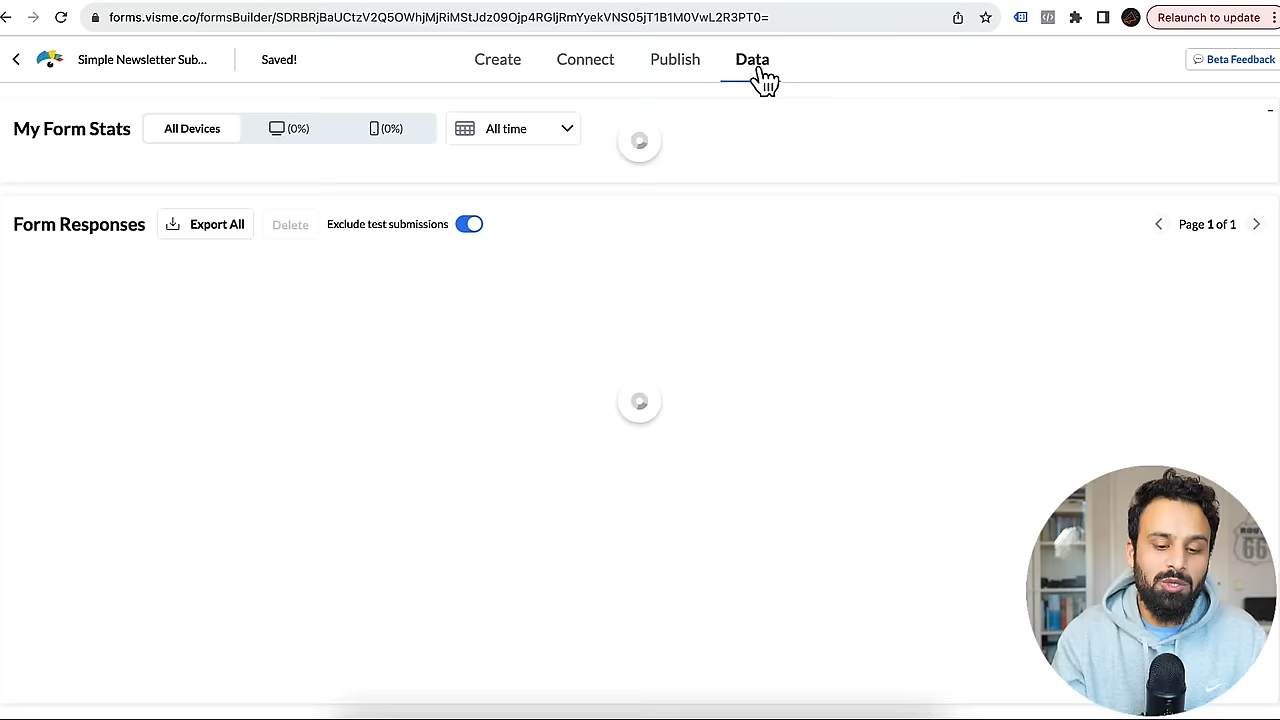 forms.visme.co/formsBuilder/SDRBRjBaUCtzV2Q5OWhjMjRiMStJdz09Ojp4RGljRmYyekVNS05jT1B1M0VwL2R3PT0=
Relaunch to update
Simple Newsletter Sub...
Saved!
Create
Connect
Publish
Data
Beta Feedback
My Form Stats
All Devices
(0%)
(0%)
All time
Form Responses
Export All
Delete
Exclude test submissions
Page 1 of 1
66